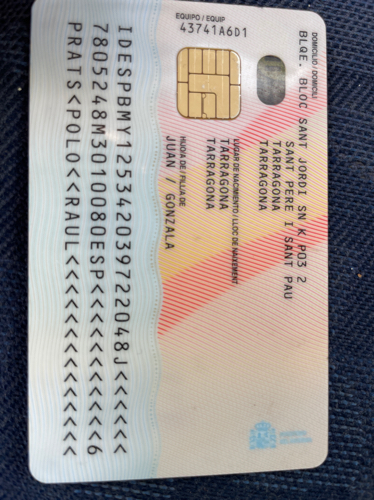 DOMICILIO / DOMICILI
BLQE. BLOC SANT JORDI SN K P03 2
SANT PERE I SANT PAU
TARRAGONA
TARRAGONA
LUGAR DE NACIMIENTO / LLOC DE NAIXEMENT
TARRAGONA
TARRAGONA
HIJO/A DE / FILL/A DE
JUAN / GONZALA
EQUIPO / EQUIP
43741A6D1
IDESPBMY125342039722048J<<<<<<
7805248M3010080ESP<<<<<<<<<<<6
PRATS<POLO<<RAUL<<<<<<<<<<<<<<